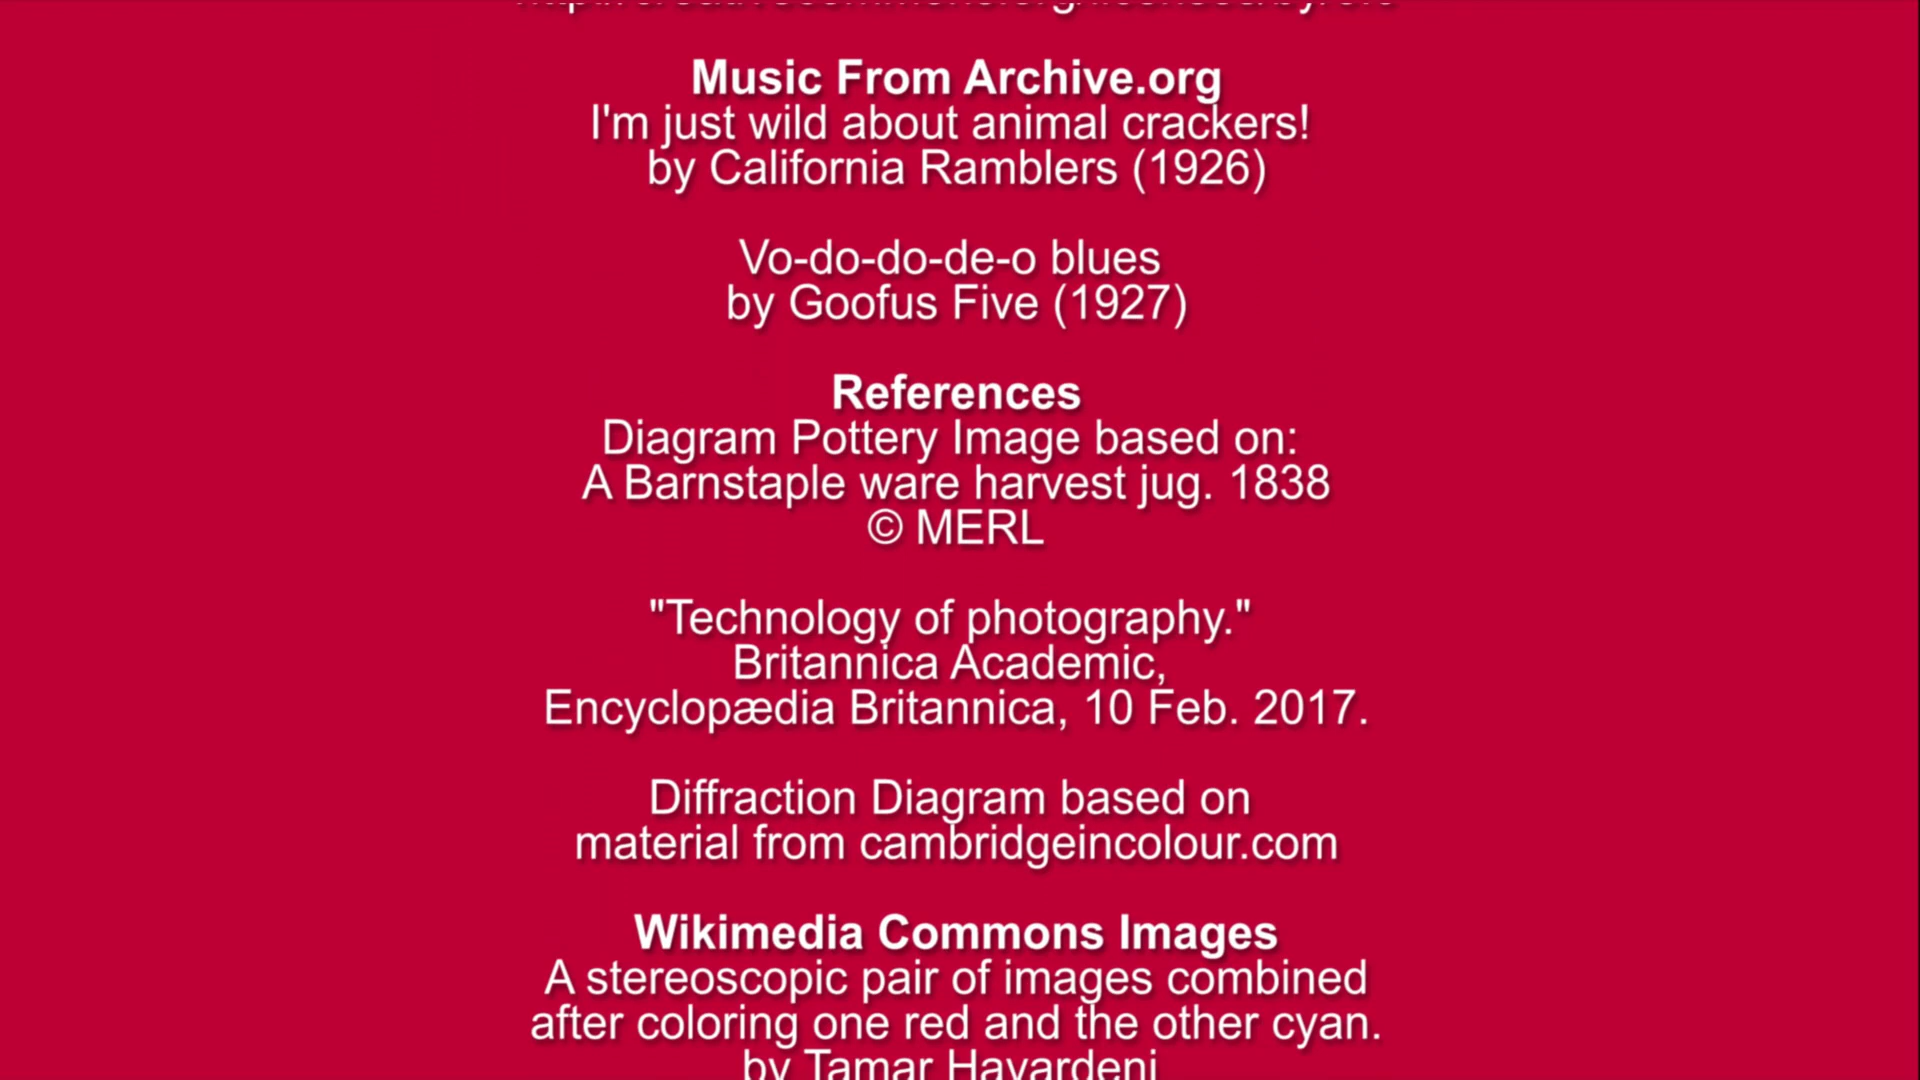 Music From Archive.org
I'm just wild about animal crackers!
by California Ramblers (1926)
Vo-do-do-de-o blues
by Goofus Five (1927)
References
Diagram Pottery Image based on:
A Barnstaple ware harvest jug. 1838
© MERL
"Technology of photography."
Britannica Academic,
Encyclopædia Britannica, 10 Feb. 2017.
Diffraction Diagram based on
material from cambridgeincolour.com
Wikimedia Commons Images
A stereoscopic pair of images combined
after coloring one red and the other cyan.
by Tamar Hayardeni